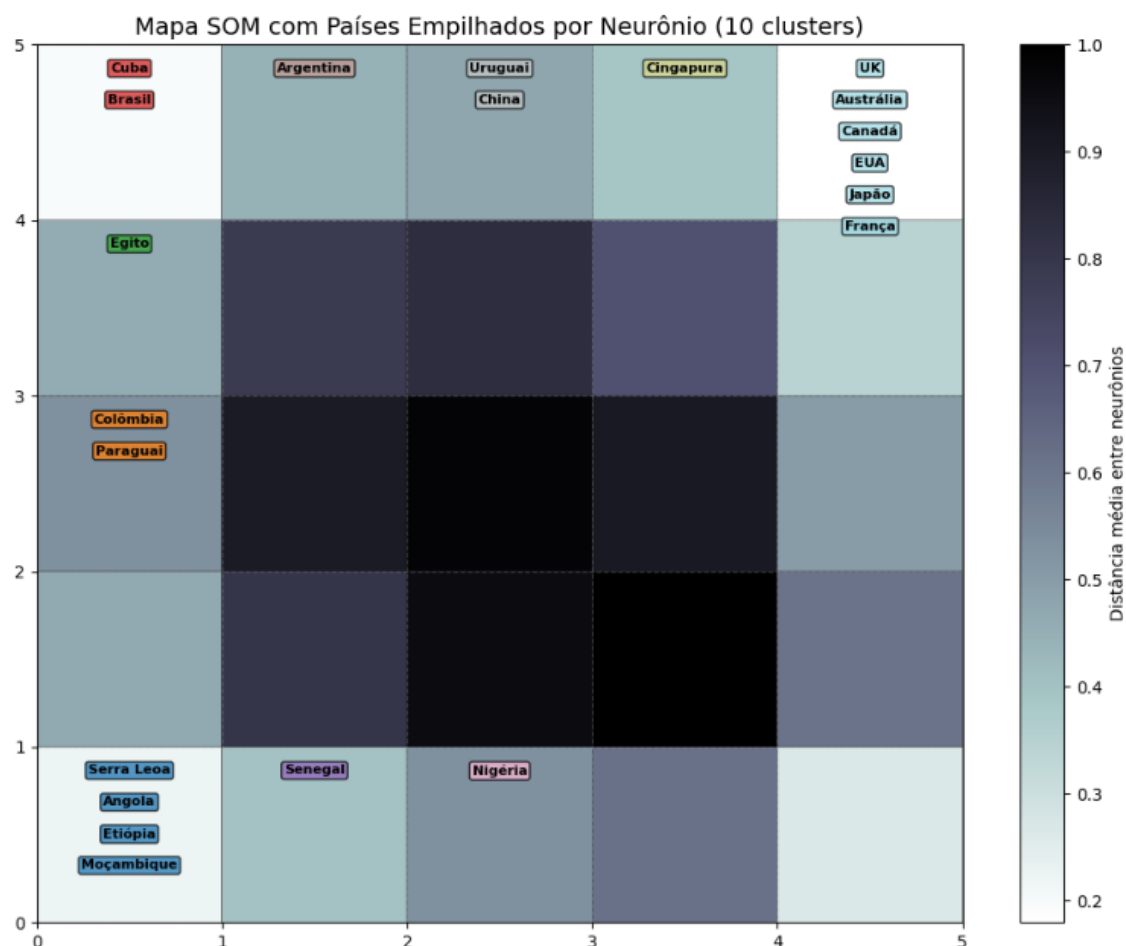 Mapa SOM com Países Empilhados por Neurônio (10 clusters)
5
Cuba
Argentina
Uruguai
Cingapura
UK
1.0
Brasil
China
Austrália
Canadá
EUA
0.9
Japão
França
4
Egito
0.8
0.7
3
Colômbia
Paraguai
0.6
Distância média entre neurônios
2
0.5
0.4
1
Serra Leoa
Senegal
Nigéria
Angola
0.3
Etiópia
Moçambique
0.2
0
0
1
2
3
4
5